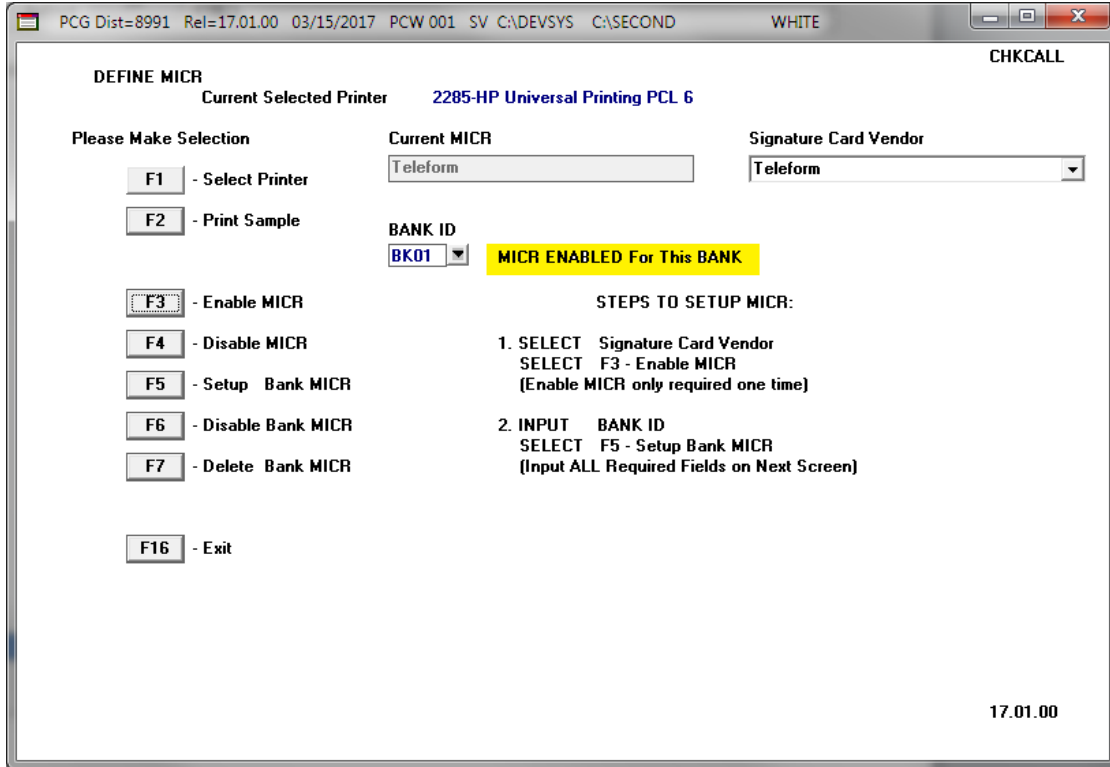 PCG Dist=8991 Rel=17.01.00 03/15/2017 PCW 001 SV C:\DEVSYS C:\SECOND WHITE
CHKCALL
DEFINE MICR
Current Selected Printer 2285-HP Universal Printing PCL 6
Please Make Selection Current MICR Signature Card Vendor
Teleform Teleform
F1 - Select Printer
F2 - Print Sample
BANK ID
BK01 MICR ENABLED For This BANK
F3 - Enable MICR STEPS TO SETUP MICR:
F4 - Disable MICR 1. SELECT Signature Card Vendor
SELECT F3 - Enable MICR
F5 - Setup Bank MICR (Enable MICR only required one time)
F6 - Disable Bank MICR 2. INPUT BANK ID
SELECT F5 - Setup Bank MICR
F7 - Delete Bank MICR (Input ALL Required Fields on Next Screen)
F16 - Exit
17.01.00